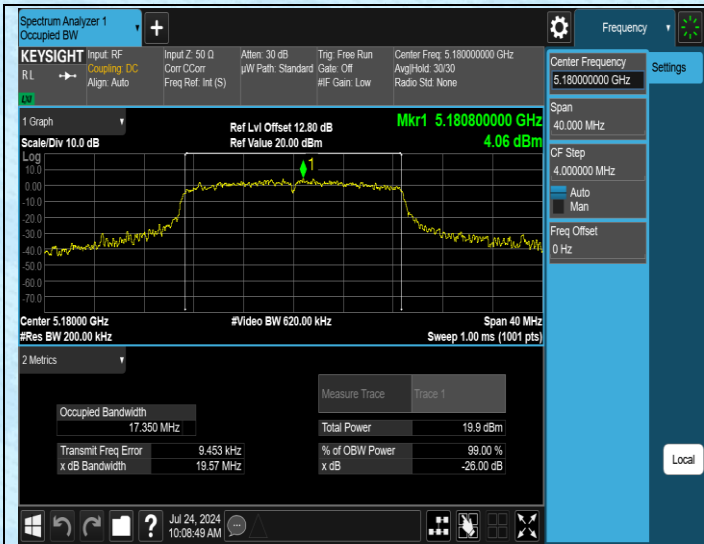 Spectrum Analyzer 1
Occupied BW
+
Frequency
KEYSIGHT
RL
LXI
Input: RF
Coupling: DC
Align: Auto
Input Z: 50 Ω
Corr CCorr
Freq Ref: Int (S)
Atten: 30 dB
µW Path: Standard
Trig: Free Run
Gate: Off
#IF Gain: Low
Center Freq: 5.180000000 GHz
Avg|Hold: 30/30
Radio Std: None
Center Frequency
5.180000000 GHz
Settings
Span
40.000 MHz
CF Step
4.000000 MHz
Auto
Man
Freq Offset
0 Hz
1 Graph
Scale/Div 10.0 dB
Ref Lvl Offset 12.80 dB
Ref Value 20.00 dBm
Mkr1 5.180800000 GHz
4.06 dBm
Log
10.0
0.00
-10.0
-20.0
-30.0
-40.0
-50.0
-60.0
-70.0
1
Center 5.18000 GHz
#Res BW 200.00 kHz
#Video BW 620.00 kHz
Span 40 MHz
Sweep 1.00 ms (1001 pts)
2 Metrics
Measure Trace
Trace 1
Occupied Bandwidth
17.350 MHz
Total Power
19.9 dBm
Transmit Freq Error
9.453 kHz
% of OBW Power
99.00 %
x dB Bandwidth
19.57 MHz
x dB
-26.00 dB
Local
?
Jul 24, 2024
10:08:49 AM